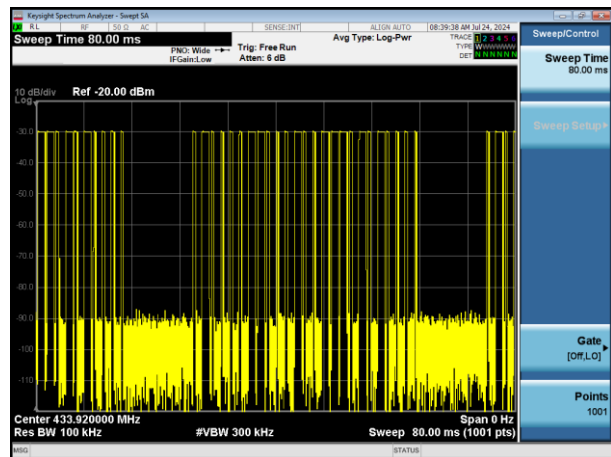 Keysight Spectrum Analyzer - Swept SA
RL RF 50 Ω AC SENSE:INT ALIGN AUTO 08:39:38 AM Jul 24, 2024
Sweep Time 80.00 ms
PNO: Wide
IFGain:Low
Trig: Free Run
Atten: 6 dB
Avg Type: Log-Pwr
TRACE 1 2 3 4 5 6
TYPE WWWWWW
DET NNNNNN
10 dB/div Ref -20.00 dBm
Log
-30.0
-40.0
-50.0
-60.0
-70.0
-80.0
-90.0
-100
-110
Center 433.920000 MHz Span 0 Hz
Res BW 100 kHz #VBW 300 kHz Sweep 80.00 ms (1001 pts)
MSG STATUS
Sweep/Control
Sweep Time
80.00 ms
Sweep Setup
Gate
[Off,LO]
Points
1001